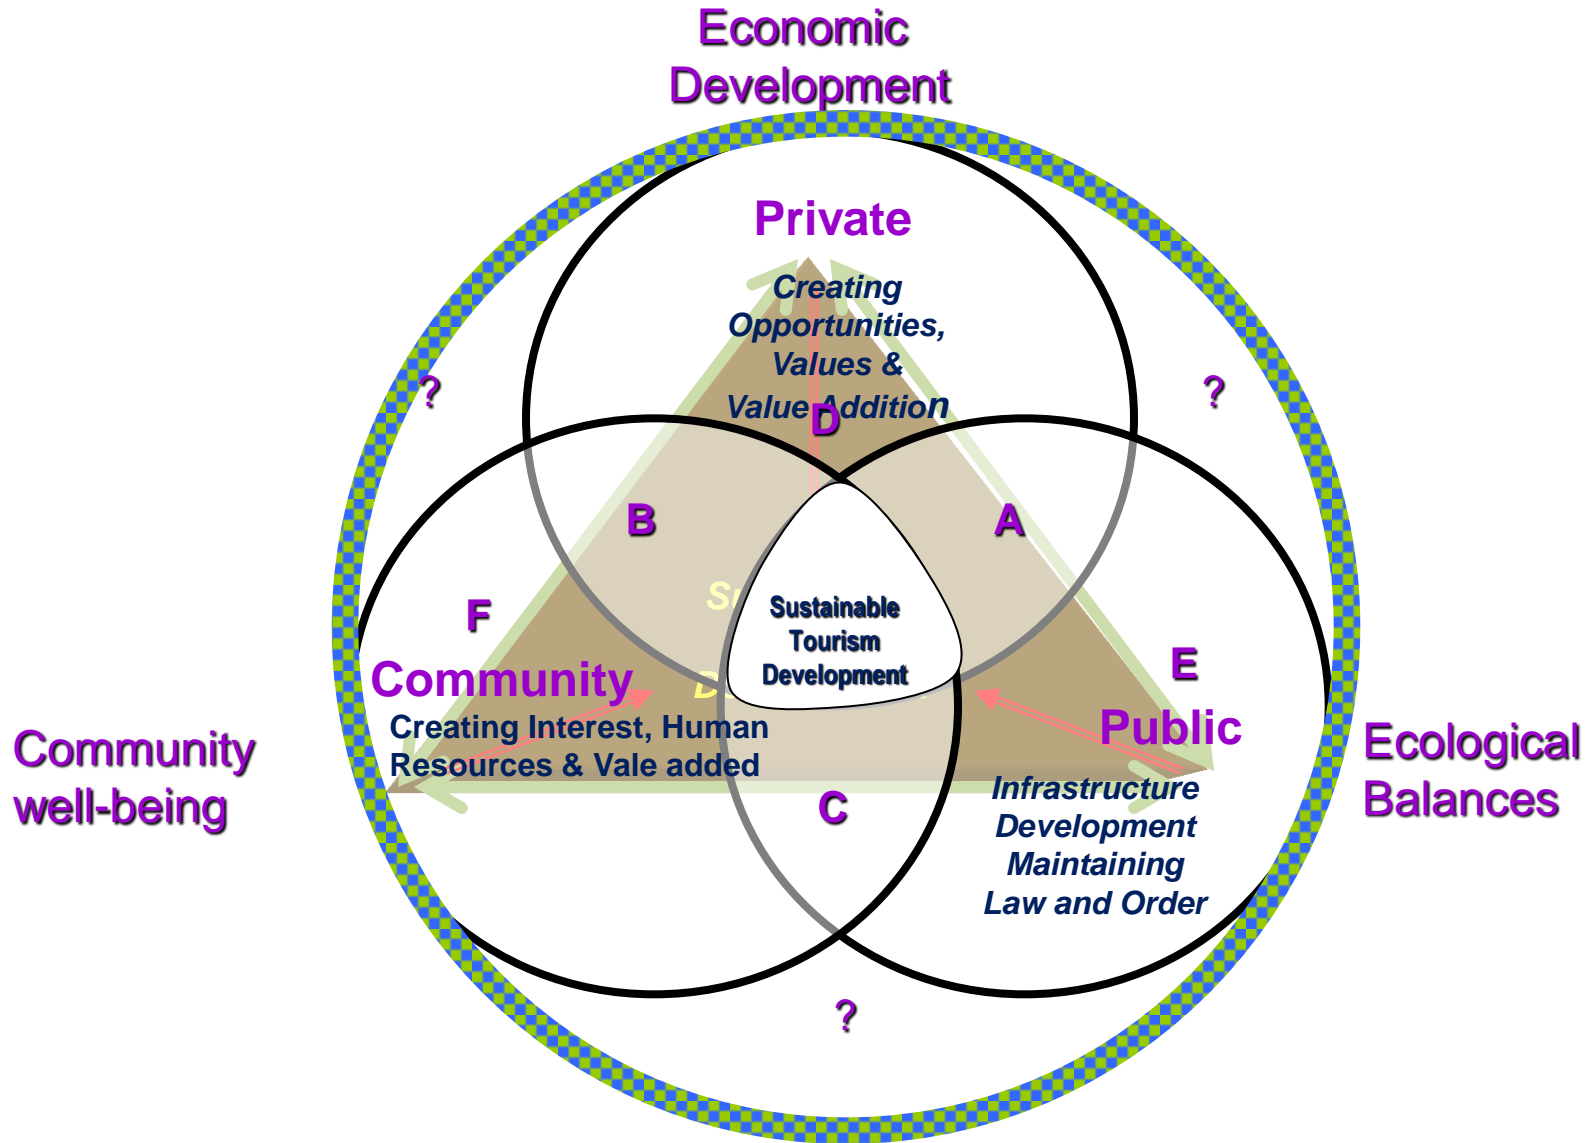 Economic
Development
Private
Creating
Opportunities,
Values &
Value Addition
D
?
?
B
A
Sustainable
Tourism
Development
F
E
Community
Creating Interest, Human
Resources & Vale added
Public
Infrastructure
Development
Maintaining
Law and Order
C
Community
well-being
Ecological
Balances
?